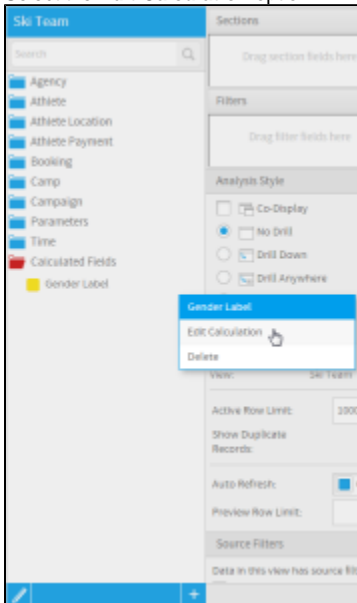 Ski Team
Search
Agency
Athlete
Athlete Location
Athlete Payment
Booking
Camp
Campaign
Parameters
Time
Calculated Fields
Gender Label
Sections
Drag section fields here
Filters
Drag filter fields here
Analysis Style
Co-Display
No Drill
Drill Down
Drill Anywhere
Gender Label
Edit Calculation
Delete
View: Ski Team
Active Row Limit: 1000
Show Duplicate
Records:
Auto Refresh:
Preview Row Limit:
Source Filters
Data in this view has source filt